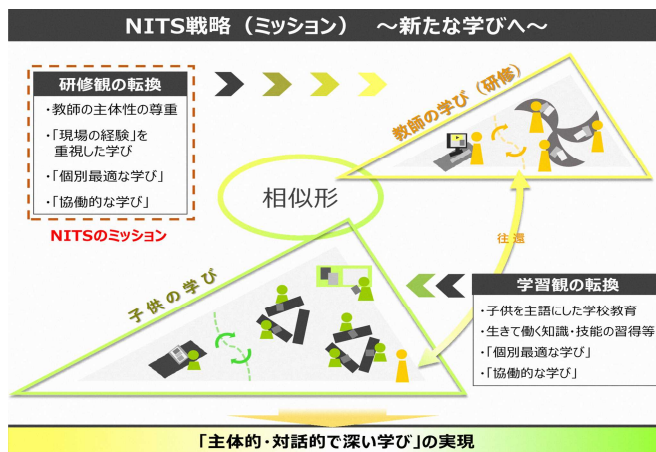 NITS戦略（ミッション）　～新たな学びへ～
研修観の転換
・教師の主体性の尊重
・「現場の経験」を
重視した学び
・「個別最適な学び」
・「協働的な学び」
NITSのミッション
教師の学び（研修）
相似形
往還
子供の学び
学習観の転換
・子供を主語にした学校教育
・生きて働く知識・技能の習得等
・「個別最適な学び」
・「協働的な学び」
「主体的・対話的で深い学び」の実現